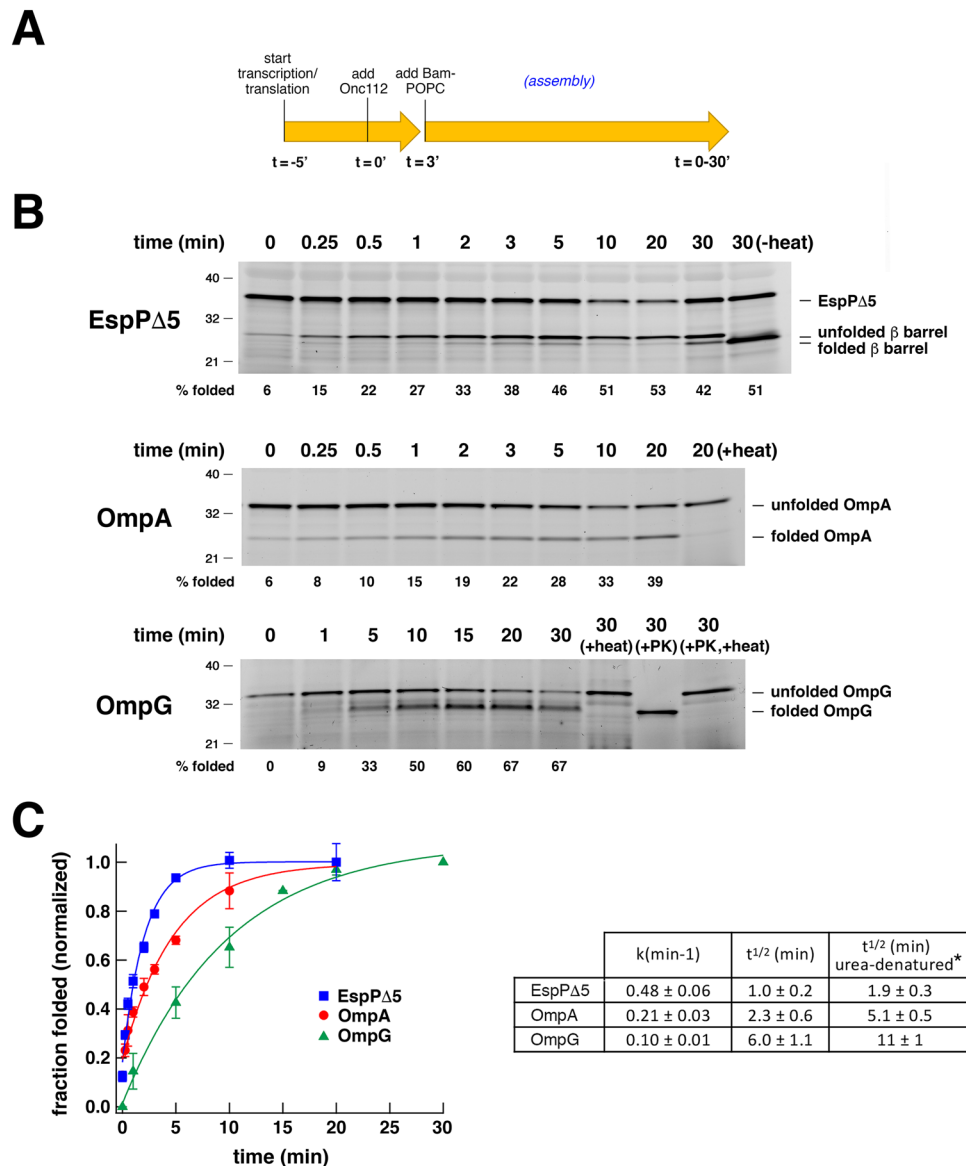 A
start
transcription/
translation
add
Onc112
add Bam-
POPC
(assembly)
t = -5'
t = 0'
t = 3'
t = 0-30'
B
time (min) 0 0.25 0.5 1 2 3 5 10 20 30 30 (-heat)
40
32
21
EspPΔ5
EspPΔ5
unfolded β barrel
folded β barrel
% folded 6 15 22 27 33 38 46 51 53 42 51
time (min) 0 0.25 0.5 1 2 3 5 10 20 20 (+heat)
40
32
21
OmpA
unfolded OmpA
folded OmpA
% folded 6 8 10 15 19 22 28 33 39
time (min) 0 1 5 10 15 20 30 30 30 30
(+heat) (+PK) (+PK,+heat)
40
32
21
OmpG
unfolded OmpG
folded OmpG
% folded 0 9 33 50 60 67 67
C
fraction folded (normalized)
1.0
0.8
0.6
0.4
0.2
0.0
0 5 10 15 20 25 30
time (min)
EspPΔ5
OmpA
OmpG
k(min-1) t1/2 (min) t1/2 (min)
urea-denatured*
EspPΔ5 0.48 ± 0.06 1.0 ± 0.2 1.9 ± 0.3
OmpA 0.21 ± 0.03 2.3 ± 0.6 5.1 ± 0.5
OmpG 0.10 ± 0.01 6.0 ± 1.1 11 ± 1